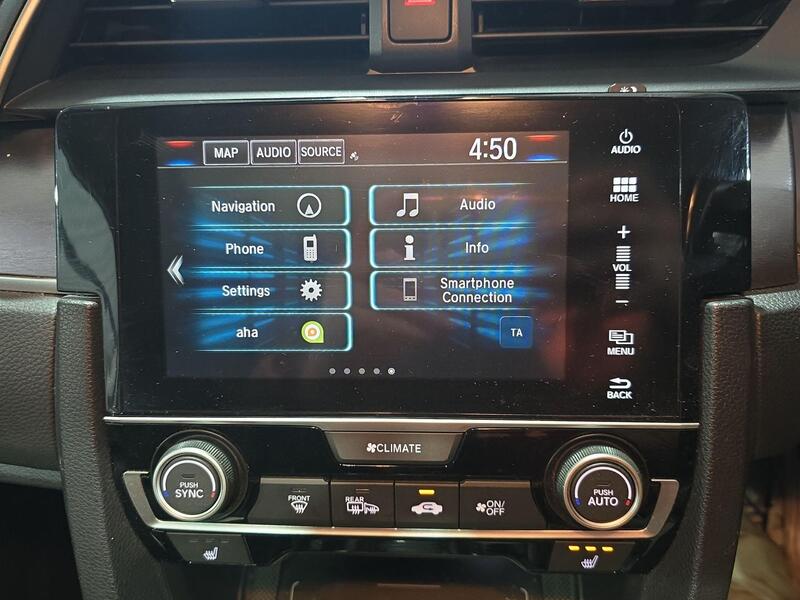 MAP AUDIO SOURCE 4:50
AUDIO
HOME
Navigation
Audio
+
VOL
−
Phone
Info
Settings
Smartphone
Connection
aha
TA
MENU
BACK
CLIMATE
PUSH
SYNC
FRONT
REAR
ON/
OFF
PUSH
AUTO